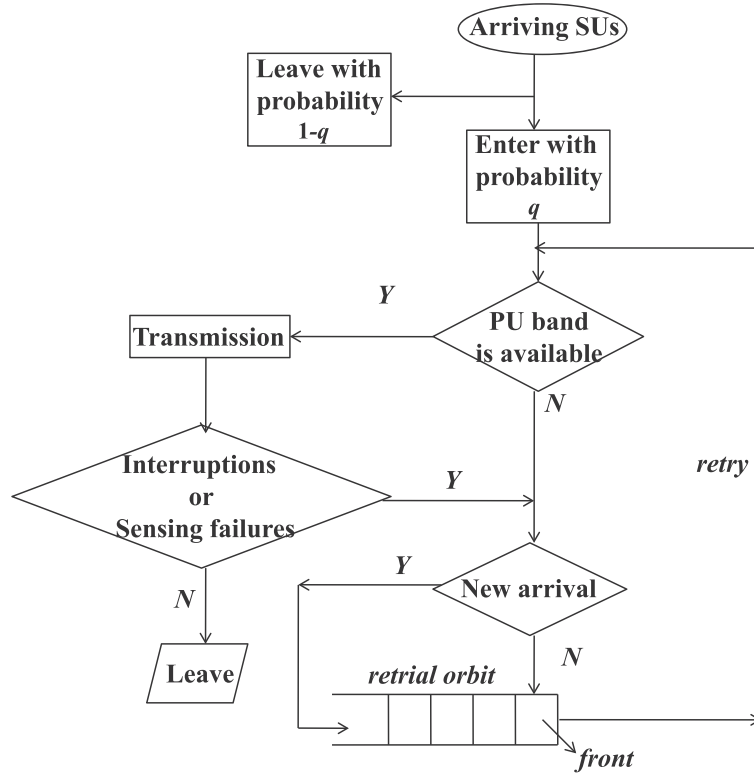 Arriving SUs
Leave with
probability
1-q
Enter with
probability
q
Y
PU band
is available
Transmission
N
Interruptions
or
Sensing failures
Y
retry
Y
New arrival
N
N
Leave
retrial orbit
front